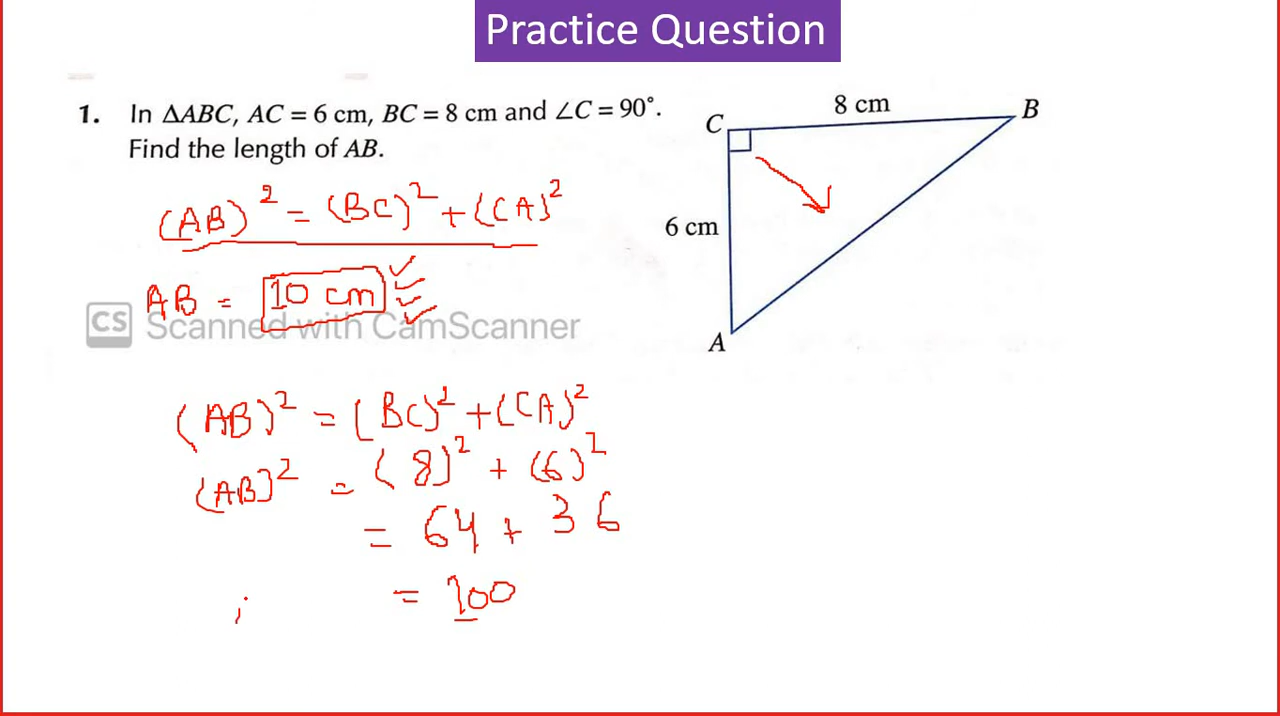 Practice Question
1. In ΔABC, AC = 6 cm, BC = 8 cm and ∠C = 90°.
Find the length of AB.
(AB)² = (BC)² + (CA)²
AB = 10 cm
CS Scanned with CamScanner
8 cm
C
B
6 cm
A
(AB)² = (BC)² + (CA)²
(AB)² = (8)² + (6)²
= 64 + 36
= 100